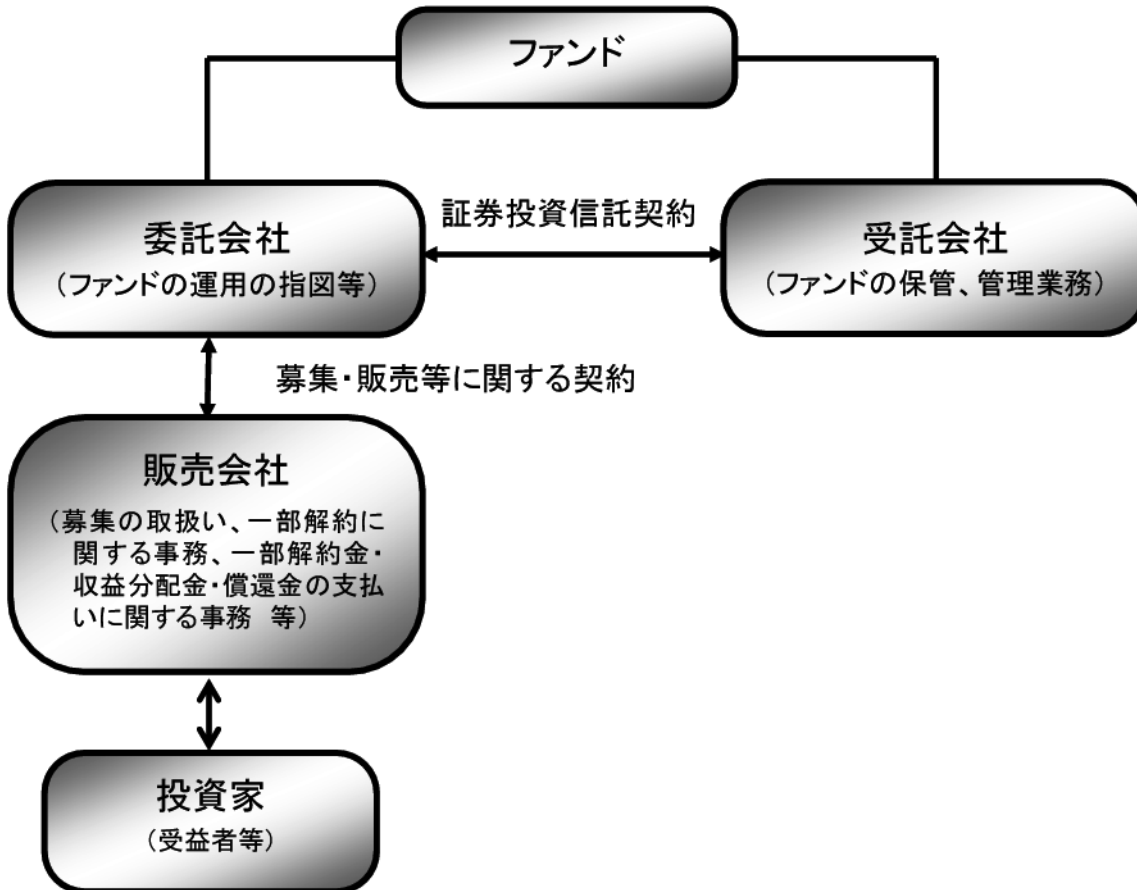 ファンド
委託会社
（ファンドの運用の指図等）
証券投資信託契約
受託会社
（ファンドの保管、管理業務）
募集・販売等に関する契約
販売会社
（募集の取扱い、一部解約に
関する事務、一部解約金・
収益分配金・償還金の支払
いに関する事務　等）
投資家
（受益者等）